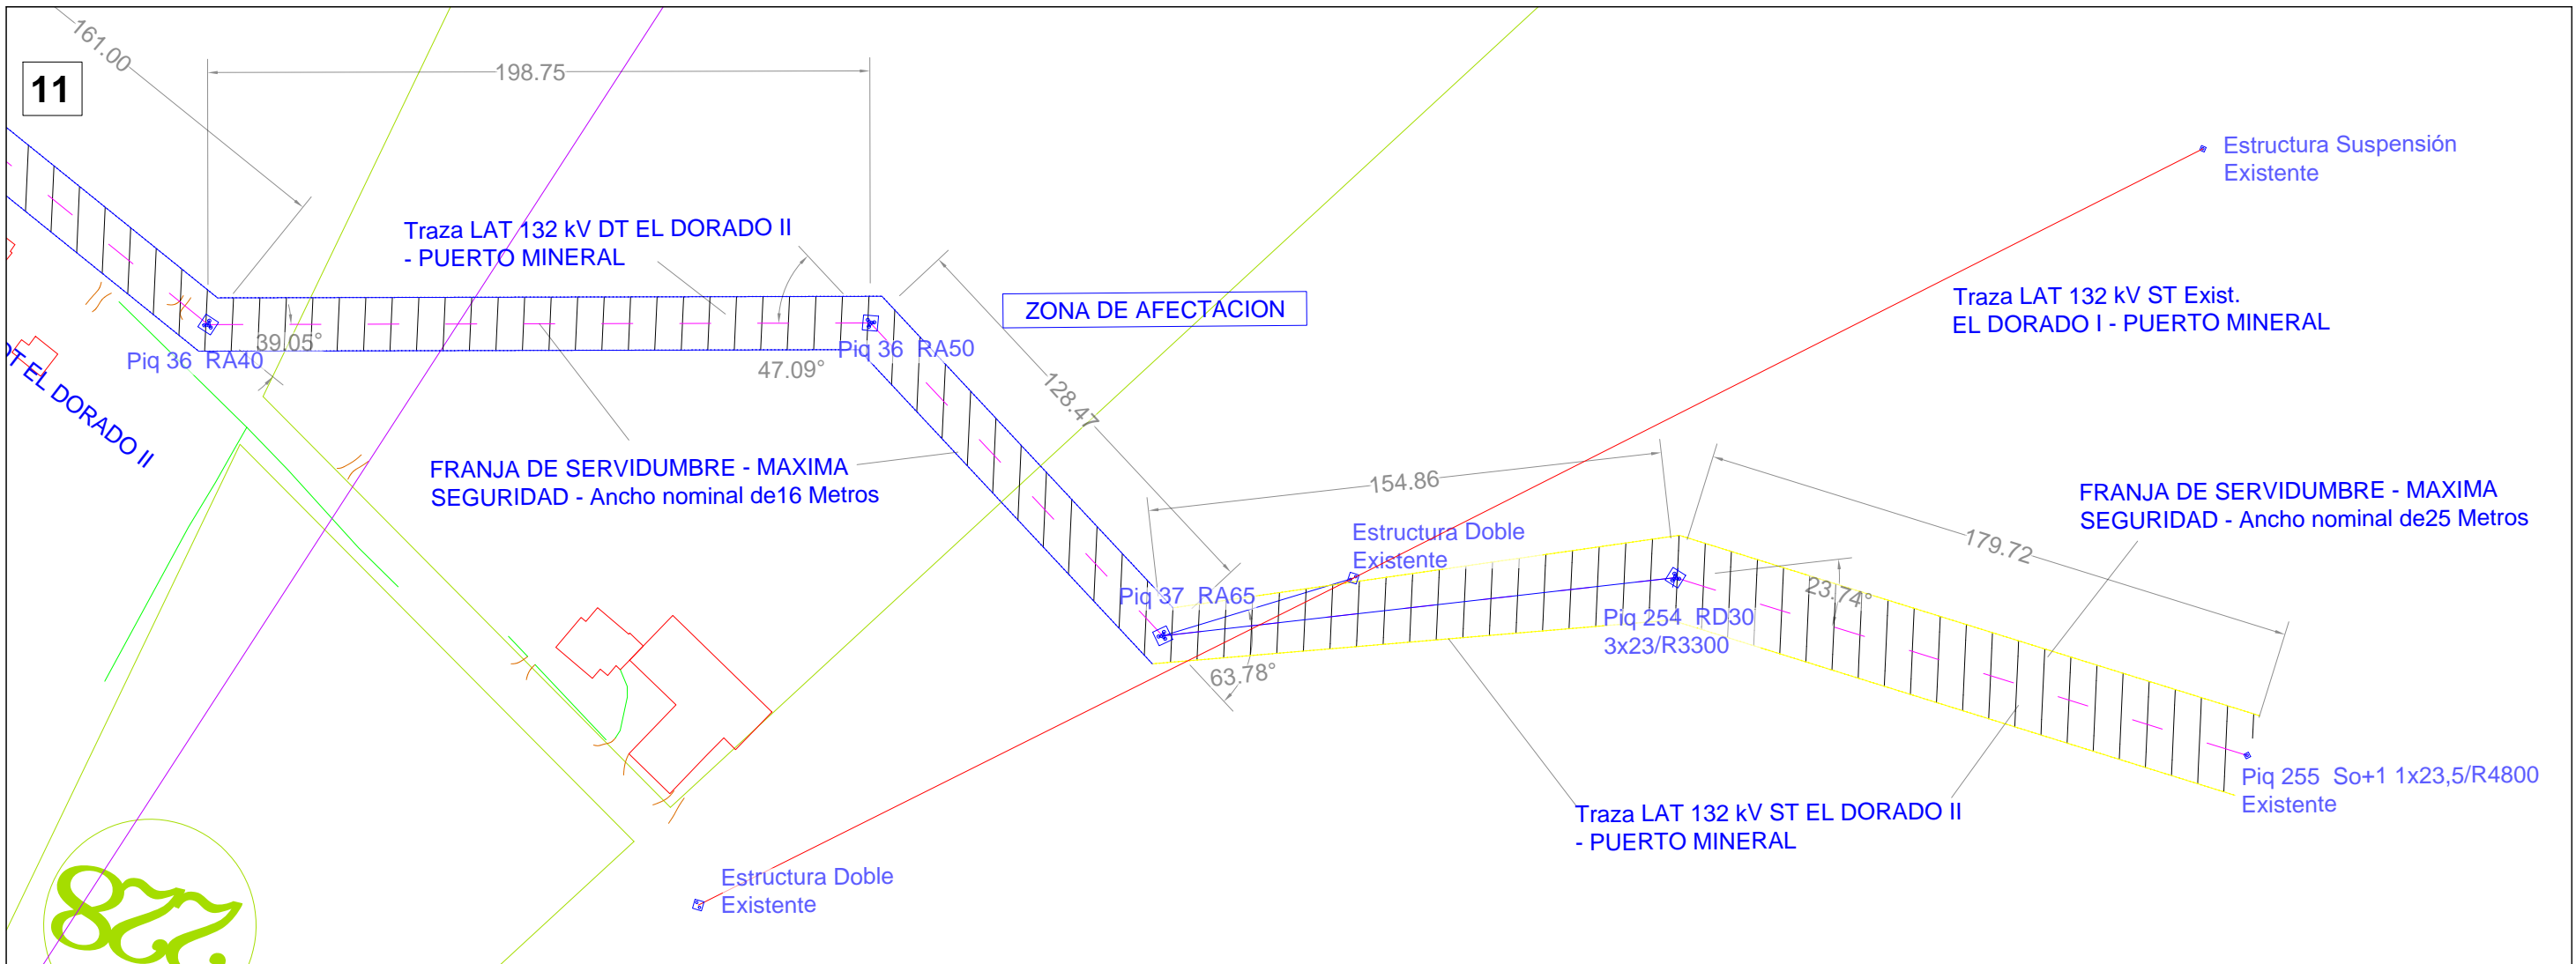 11
161.00
198.75
Estructura Suspensión
Existente
Traza LAT 132 kV DT EL DORADO II
- PUERTO MINERAL
ZONA DE AFECTACION
Traza LAT 132 kV ST Exist.
EL DORADO I - PUERTO MINERAL
39.05°
Piq 36 RA40
47.09°
Piq 36 RA50
DT EL DORADO II
128.47
FRANJA DE SERVIDUMBRE - MAXIMA
SEGURIDAD - Ancho nominal de16 Metros
154.86
FRANJA DE SERVIDUMBRE - MAXIMA
SEGURIDAD - Ancho nominal de25 Metros
179.72
Estructura Doble
Existente
Piq 37 RA65
23.74°
Piq 254 RD30
3x23/R3300
63.78°
Piq 255 So+1 1x23,5/R4800
Existente
Traza LAT 132 kV ST EL DORADO II
- PUERTO MINERAL
Estructura Doble
Existente